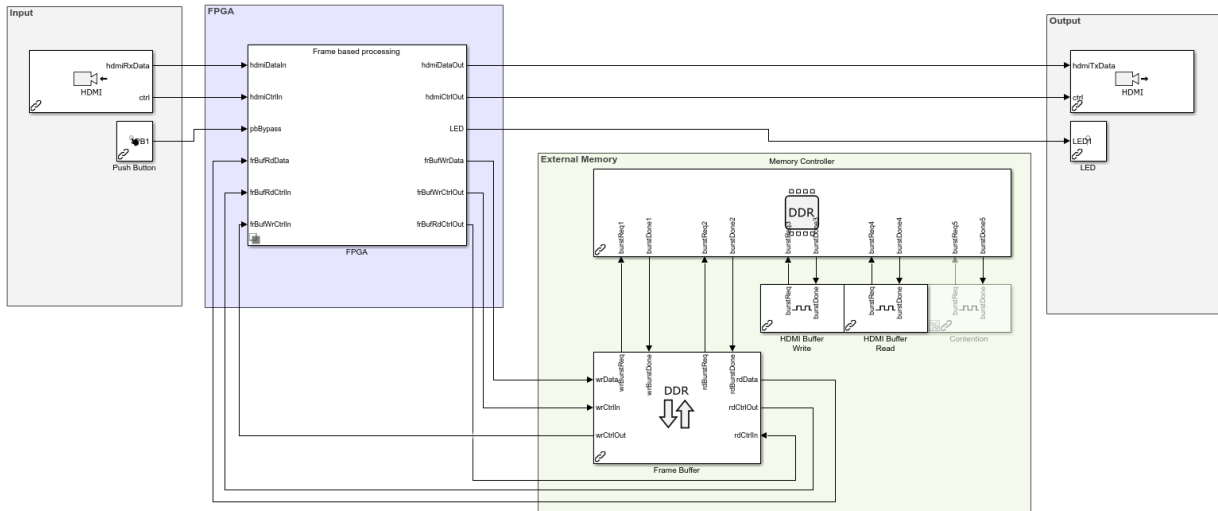 Input
FPGA
Output
Frame based processing
hdmiRxData
HDMI
ctrl
PB1
Push Button
hdmiDataIn
hdmiCtrlIn
pbBypass
frBufRdData
frBufRdCtrlIn
frBufWrCtrlIn
hdmiDataOut
hdmiCtrlOut
LED
frBufWrData
frBufWrCtrlOut
frBufRdCtrlOut
FPGA
hdmiTxData
HDMI
ctrl
LED1
LED
External Memory
Memory Controller
DDR
burstReq1
burstDone1
burstReq2
burstDone2
burstReq3
burstDone3
burstReq4
burstDone4
burstReq5
burstDone5
burstReq
burstDone
HDMI Buffer
Write
burstReq
burstDone
HDMI Buffer
Read
burstReq
burstDone
Contention
wrBurstReq
wrBurstDone
rdBurstReq
rdBurstDone
wrData
wrCtrlIn
wrCtrlOut
DDR
rdData
rdCtrlOut
rdCtrlIn
Frame Buffer